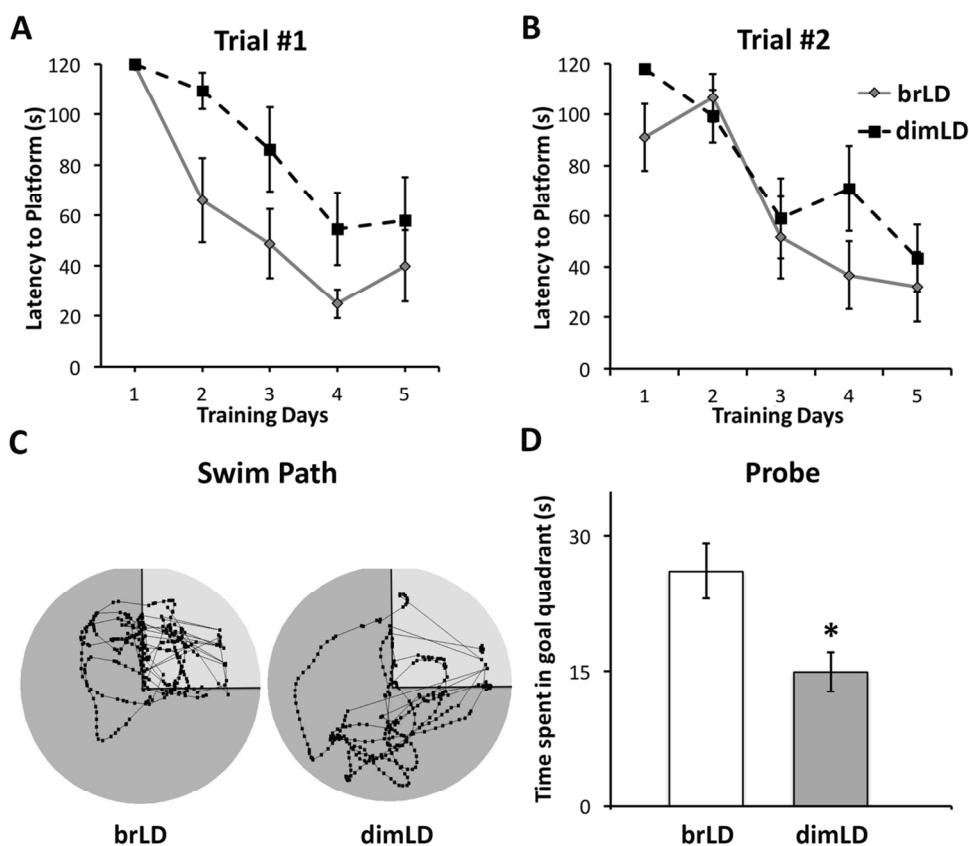 A
Trial #1
Latency to Platform (s)
120
100
80
60
40
20
0
1 2 3 4 5
Training Days
B
Trial #2
Latency to Platform (s)
120
100
80
60
40
20
0
1 2 3 4 5
Training Days
brLD
dimLD
C
Swim Path
brLD dimLD
D
Probe
Time spent in goal quadrant (s)
30
15
0
*
brLD dimLD